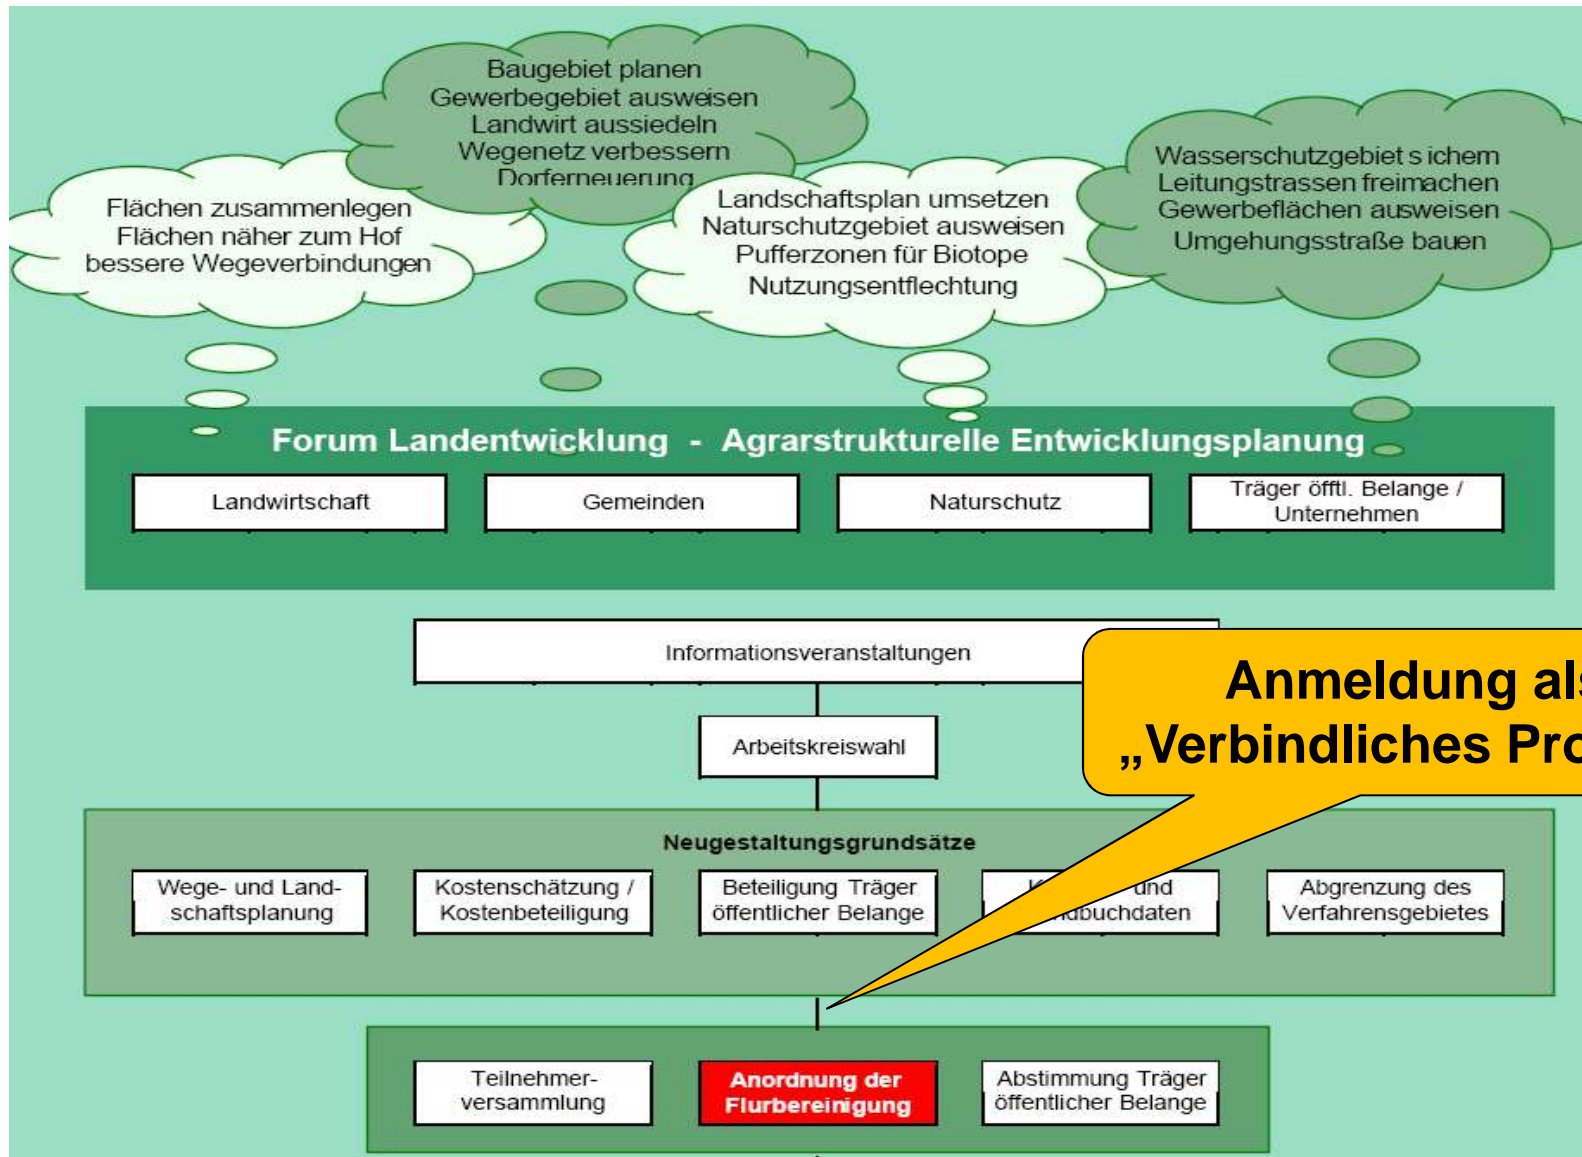 Baugebiet planen
Gewerbegebiet ausweisen
Landwirt aussiedeln
Wegenetz verbessern
Dorferneuerung
Flächen zusammenlegen
Flächen näher zum Hof
bessere Wegeverbindungen
Landschaftsplan umsetzen
Naturschutzgebiet ausweisen
Pufferzonen für Biotope
Nutzungsentflechtung
Wasserschutzgebiet sichern
Leitungstrassen freimachen
Gewerbeflächen ausweisen
Umgehungsstraße bauen
Forum Landentwicklung - Agrarstrukturelle Entwicklungsplanung
Landwirtschaft
Gemeinden
Naturschutz
Träger öfftl. Belange /
Unternehmen
Informationsveranstaltungen
Anmeldung als
„Verbindliches Pro
Arbeitskreiswahl
Neugestaltungsgrundsätze
Wege- und Land-
schaftsplanung
Kostenschätzung /
Kostenbeteiligung
Beteiligung Träger
öffentlicher Belange
und
ndbuchdaten
Abgrenzung des
Verfahrensgebietes
Teilnehmer-
versammlung
Anordnung der
Flurbereinigung
Abstimmung Träger
öffentlicher Belange